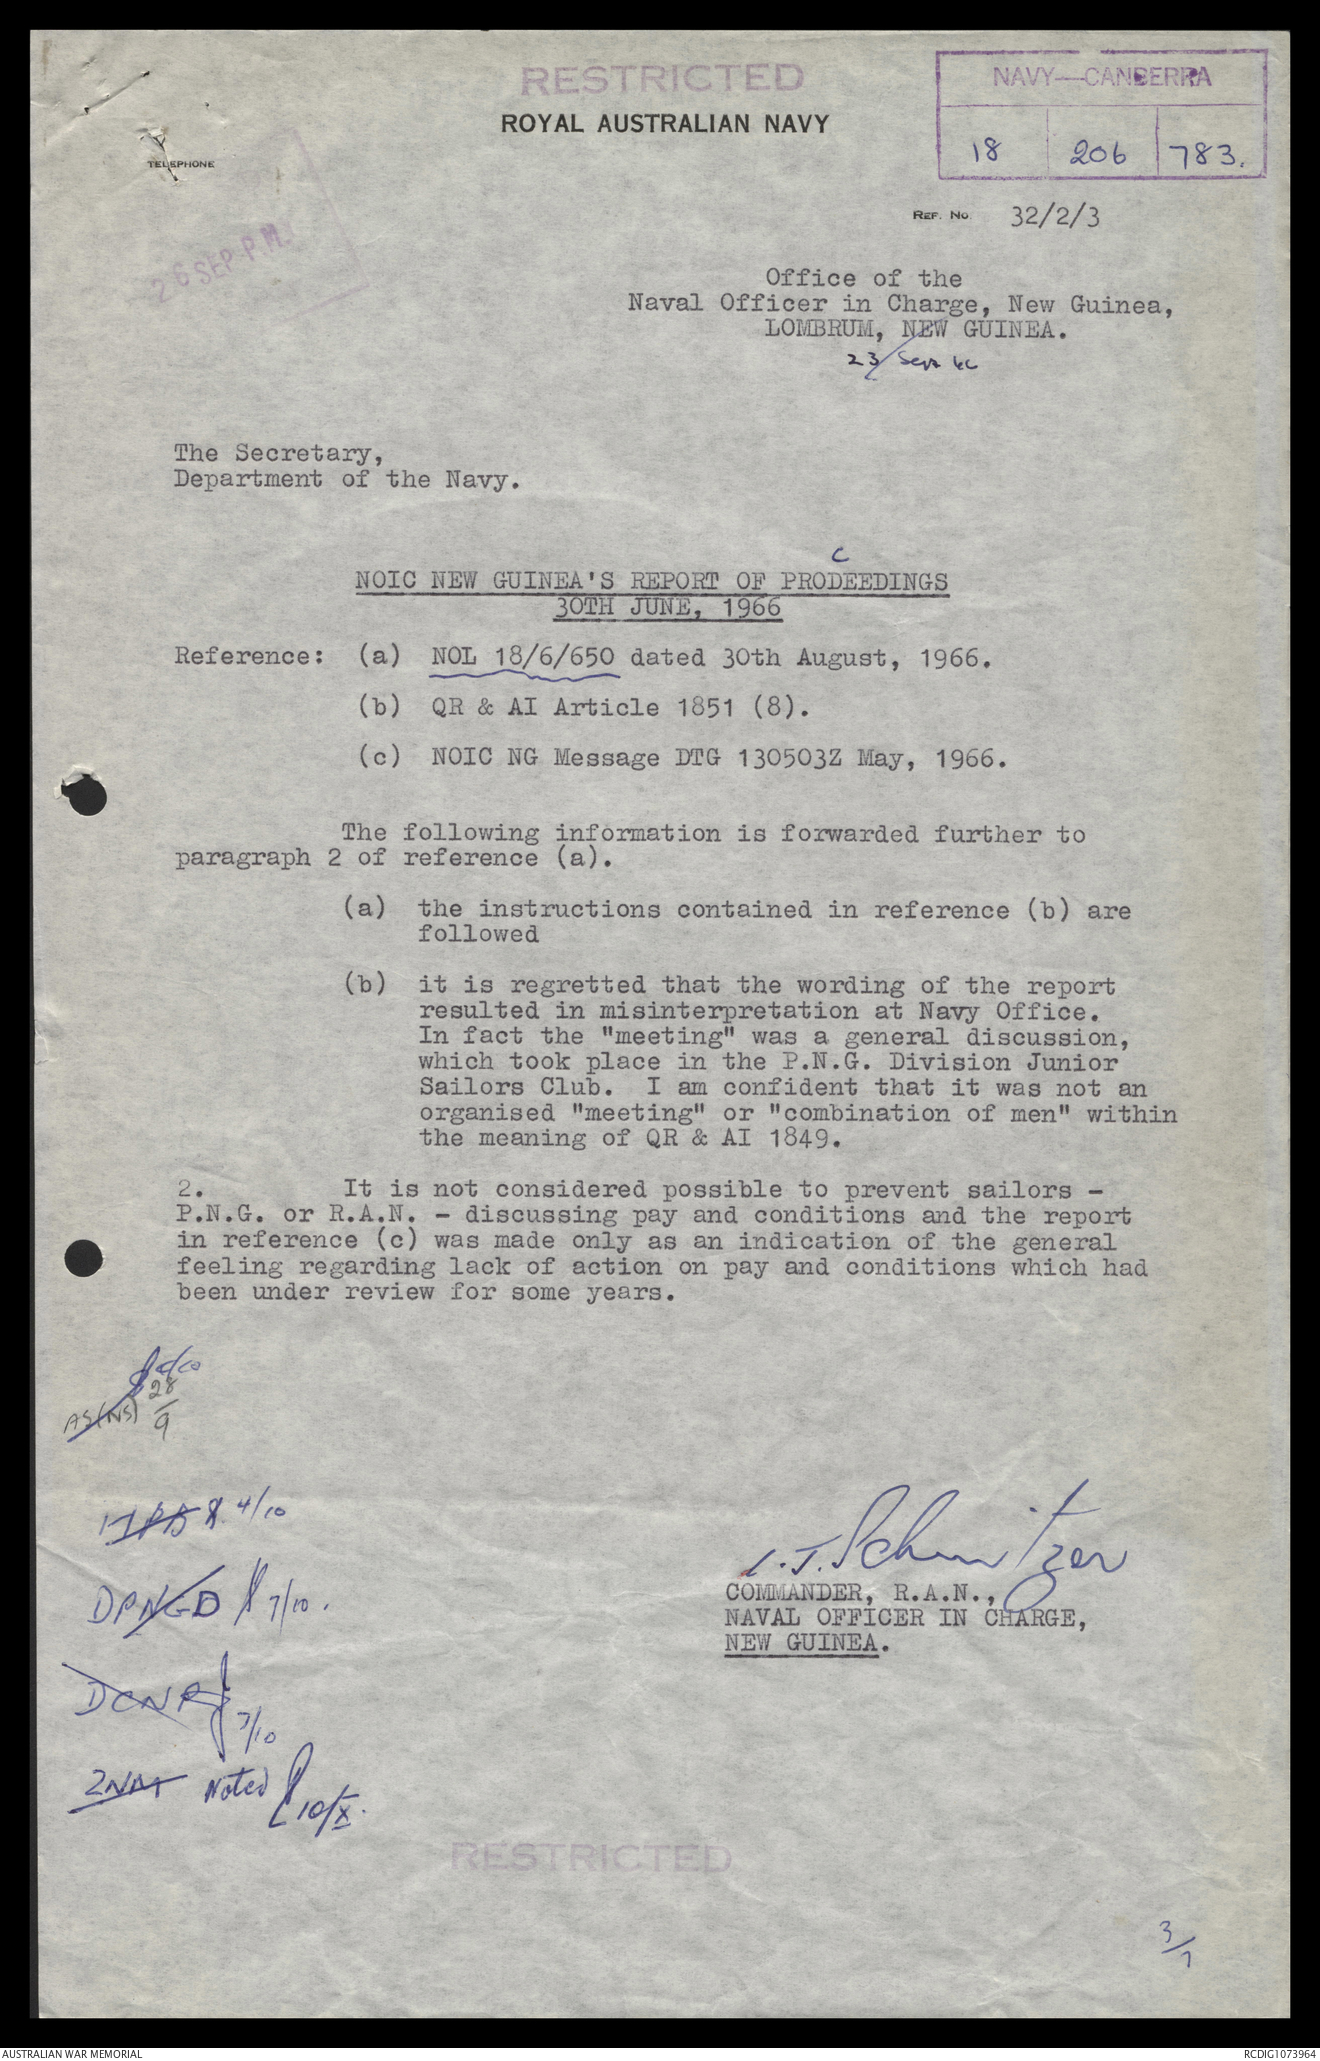 RESTRICTED
ROYAL AUSTRALIAN NAVY
NAVY—CANBERRA
18 206 783.
TELEPHONE
26 SEP P.M.
REF. No. 32/2/3
Office of the
Naval Officer in Charge, New Guinea,
LOMBRUM, NEW GUINEA.
23/Sept 66
The Secretary,
Department of the Navy.
c
NOIC NEW GUINEA'S REPORT OF PRODEEDINGS
30TH JUNE, 1966
Reference: (a) NOL 18/6/650 dated 30th August, 1966.
(b) QR & AI Article 1851 (8).
(c) NOIC NG Message DTG 130503Z May, 1966.
The following information is forwarded further to
paragraph 2 of reference (a).
(a) the instructions contained in reference (b) are
followed
(b) it is regretted that the wording of the report
resulted in misinterpretation at Navy Office.
In fact the "meeting" was a general discussion,
which took place in the P.N.G. Division Junior
Sailors Club. I am confident that it was not an
organised "meeting" or "combination of men" within
the meaning of QR & AI 1849.
2. It is not considered possible to prevent sailors -
P.N.G. or R.A.N. - discussing pay and conditions and the report
in reference (c) was made only as an indication of the general
feeling regarding lack of action on pay and conditions which had
been under review for some years.
AS(NS) 28/9
4/10
DPNGD 7/10.
DCNP 7/10
2NM Noted 10/X.
COMMANDER, R.A.N.,
NAVAL OFFICER IN CHARGE,
NEW GUINEA.
RESTRICTED
3/7
AUSTRALIAN WAR MEMORIAL
RCDIG1073964